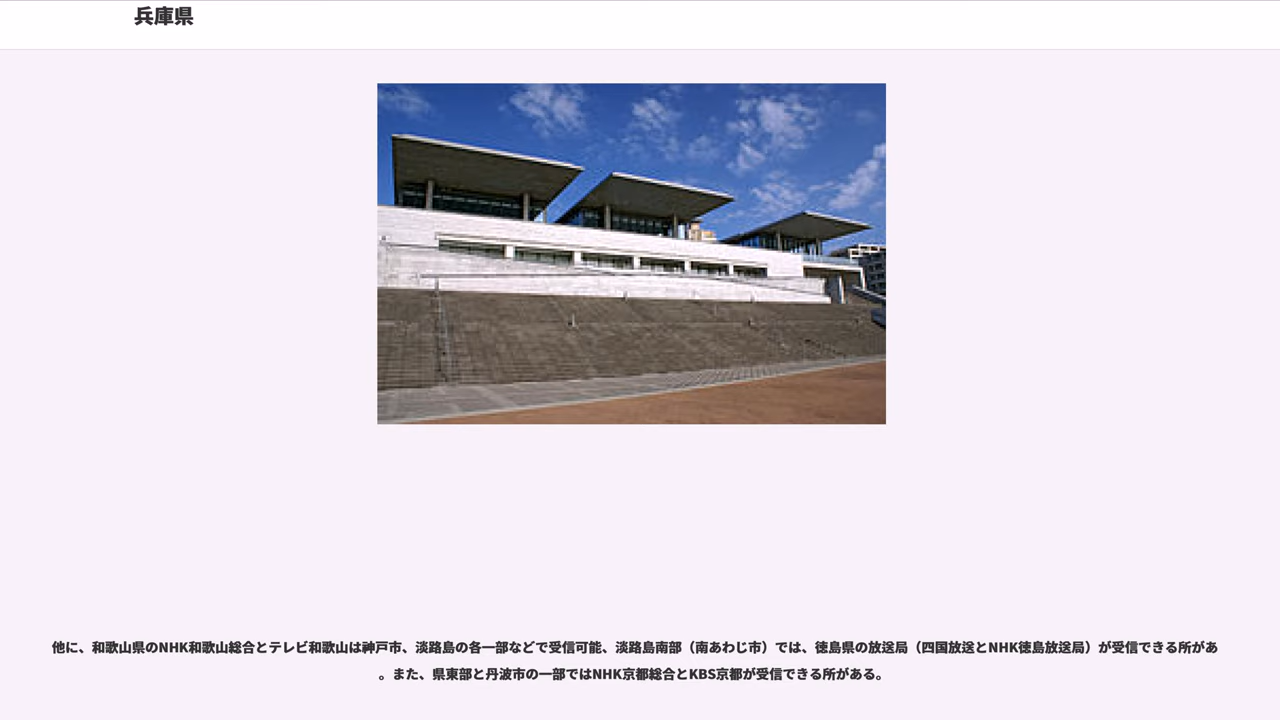 兵庫県
他に、和歌山県のNHK和歌山総合とテレビ和歌山は神戸市、淡路島の各一部などで受信可能、淡路島南部（南あわじ市）では、徳島県の放送局（四国放送とNHK徳島放送局）が受信できる所があ
。また、県東部と丹波市の一部ではNHK京都総合とKBS京都が受信できる所がある。